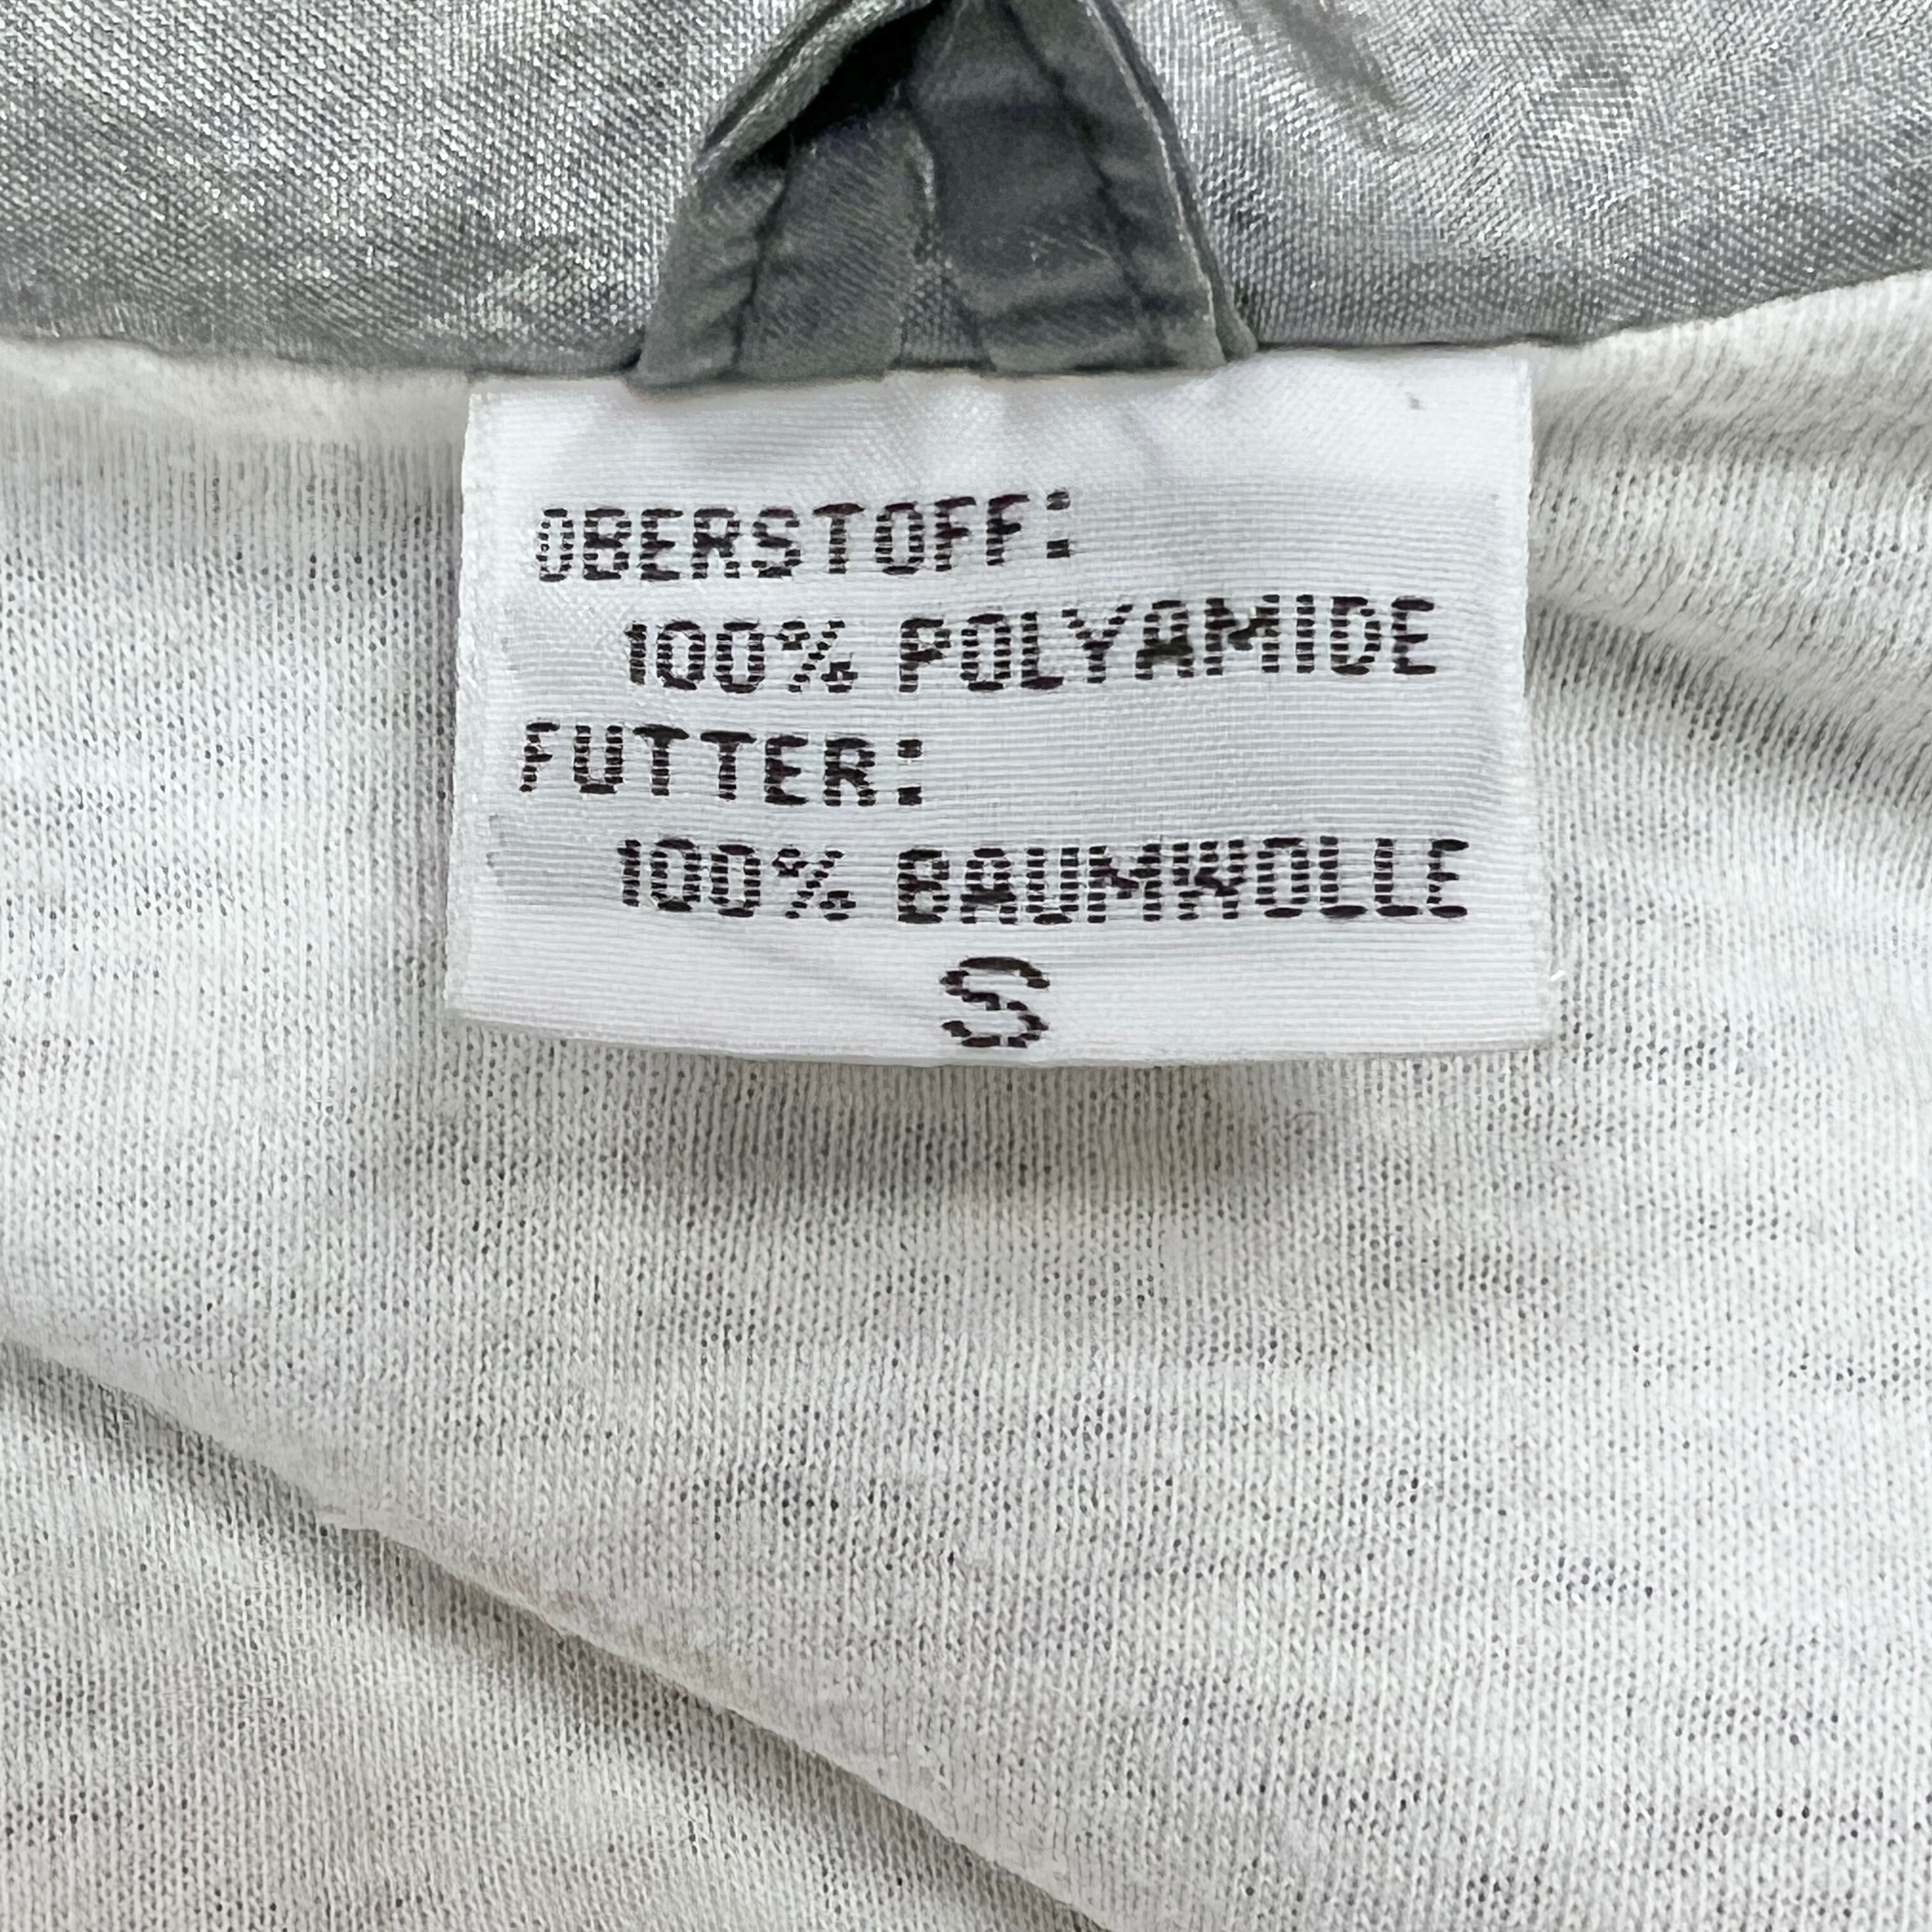 OBERSTOFF:
100% POLYAMIDE
FUTTER:
100% BAUMWOLLE
S